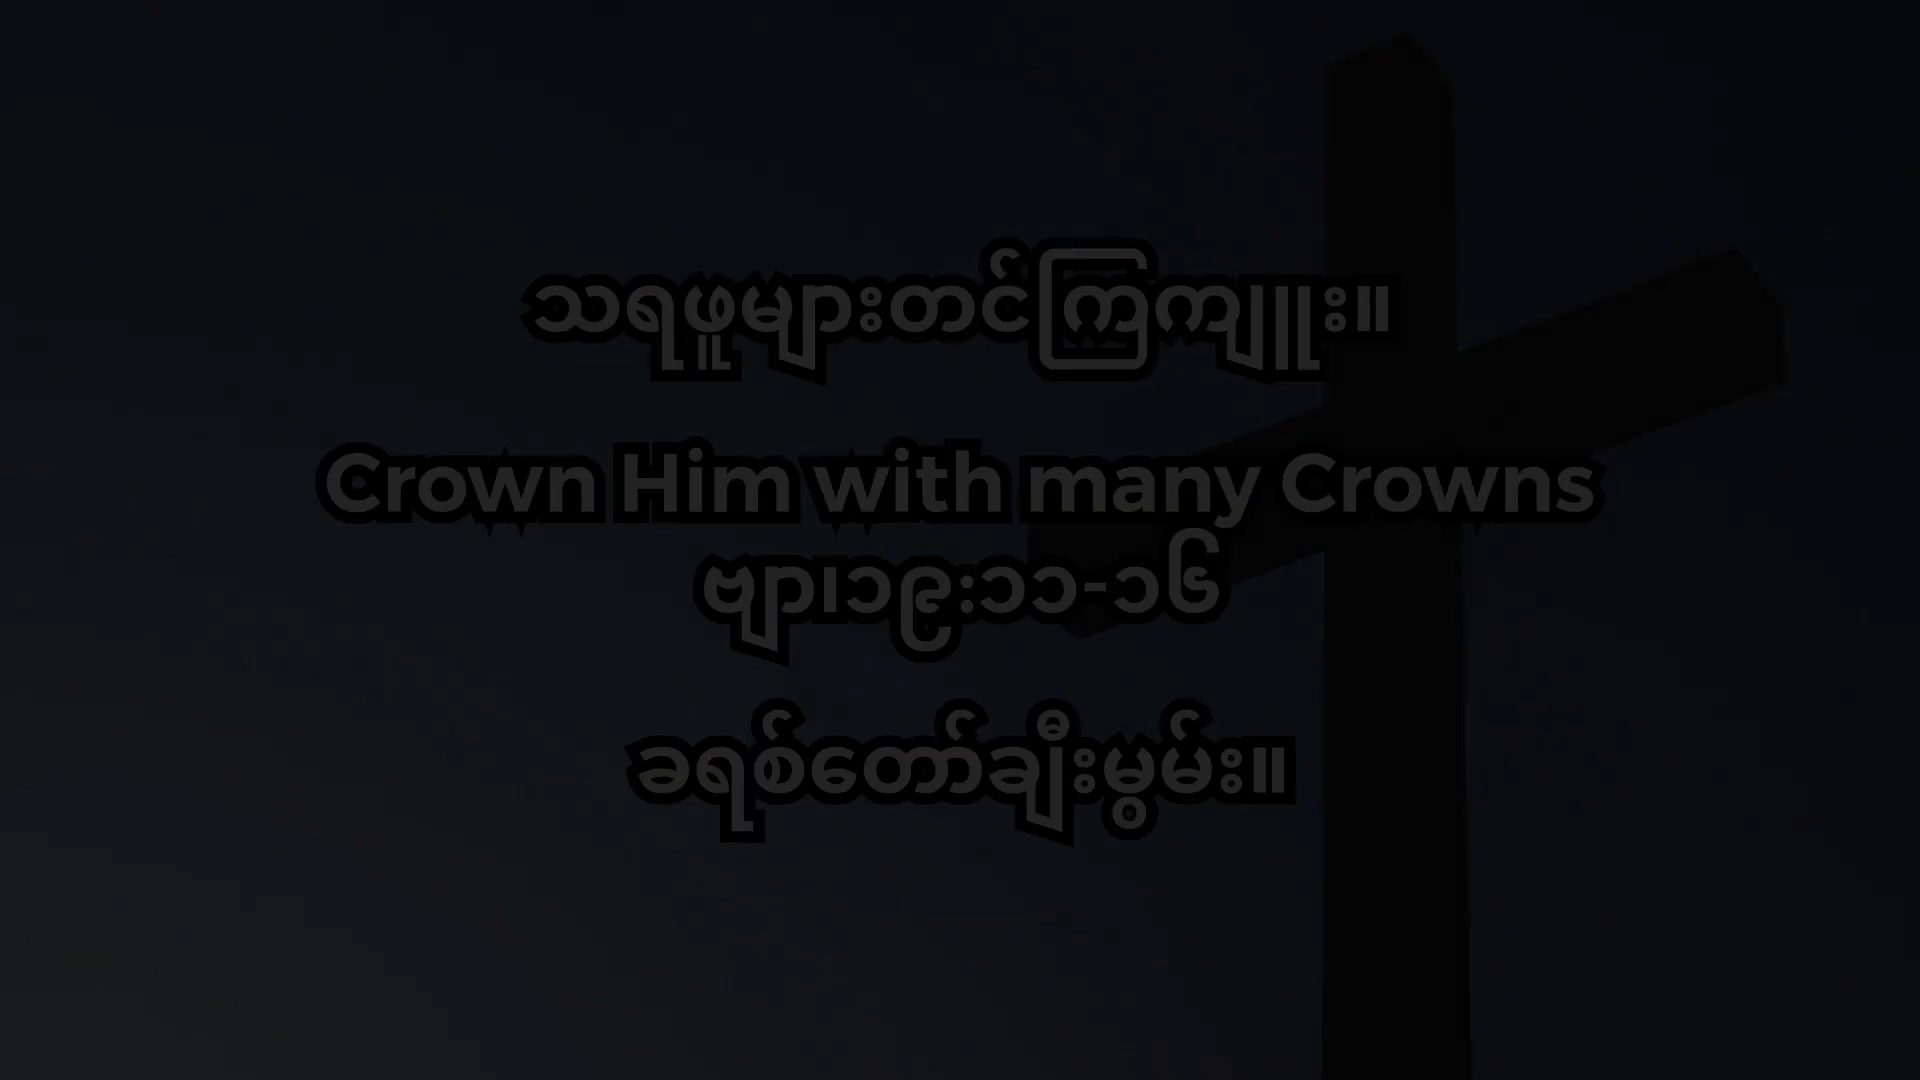 သရဖူများတင်ကြကျူး။
Crown Him with many Crowns
ဗျာ၊၁၉:၁၁-၁၆
ခရစ်တော်ချီးမွမ်း။